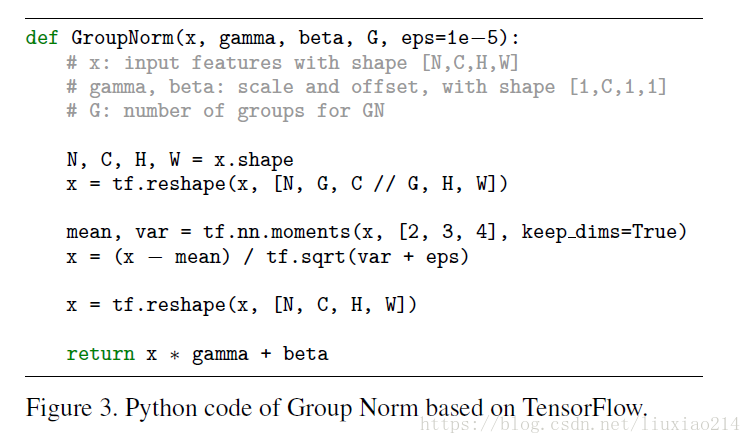 def GroupNorm(x, gamma, beta, G, eps=1e−5):
# x: input features with shape [N,C,H,W]
# gamma, beta: scale and offset, with shape [1,C,1,1]
# G: number of groups for GN
N, C, H, W = x.shape
x = tf.reshape(x, [N, G, C // G, H, W])
mean, var = tf.nn.moments(x, [2, 3, 4], keep_dims=True)
x = (x − mean) / tf.sqrt(var + eps)
x = tf.reshape(x, [N, C, H, W])
return x * gamma + beta
Figure 3. Python code of Group Norm based on TensorFlow.
https://blog.csdn.net/liuxiao214